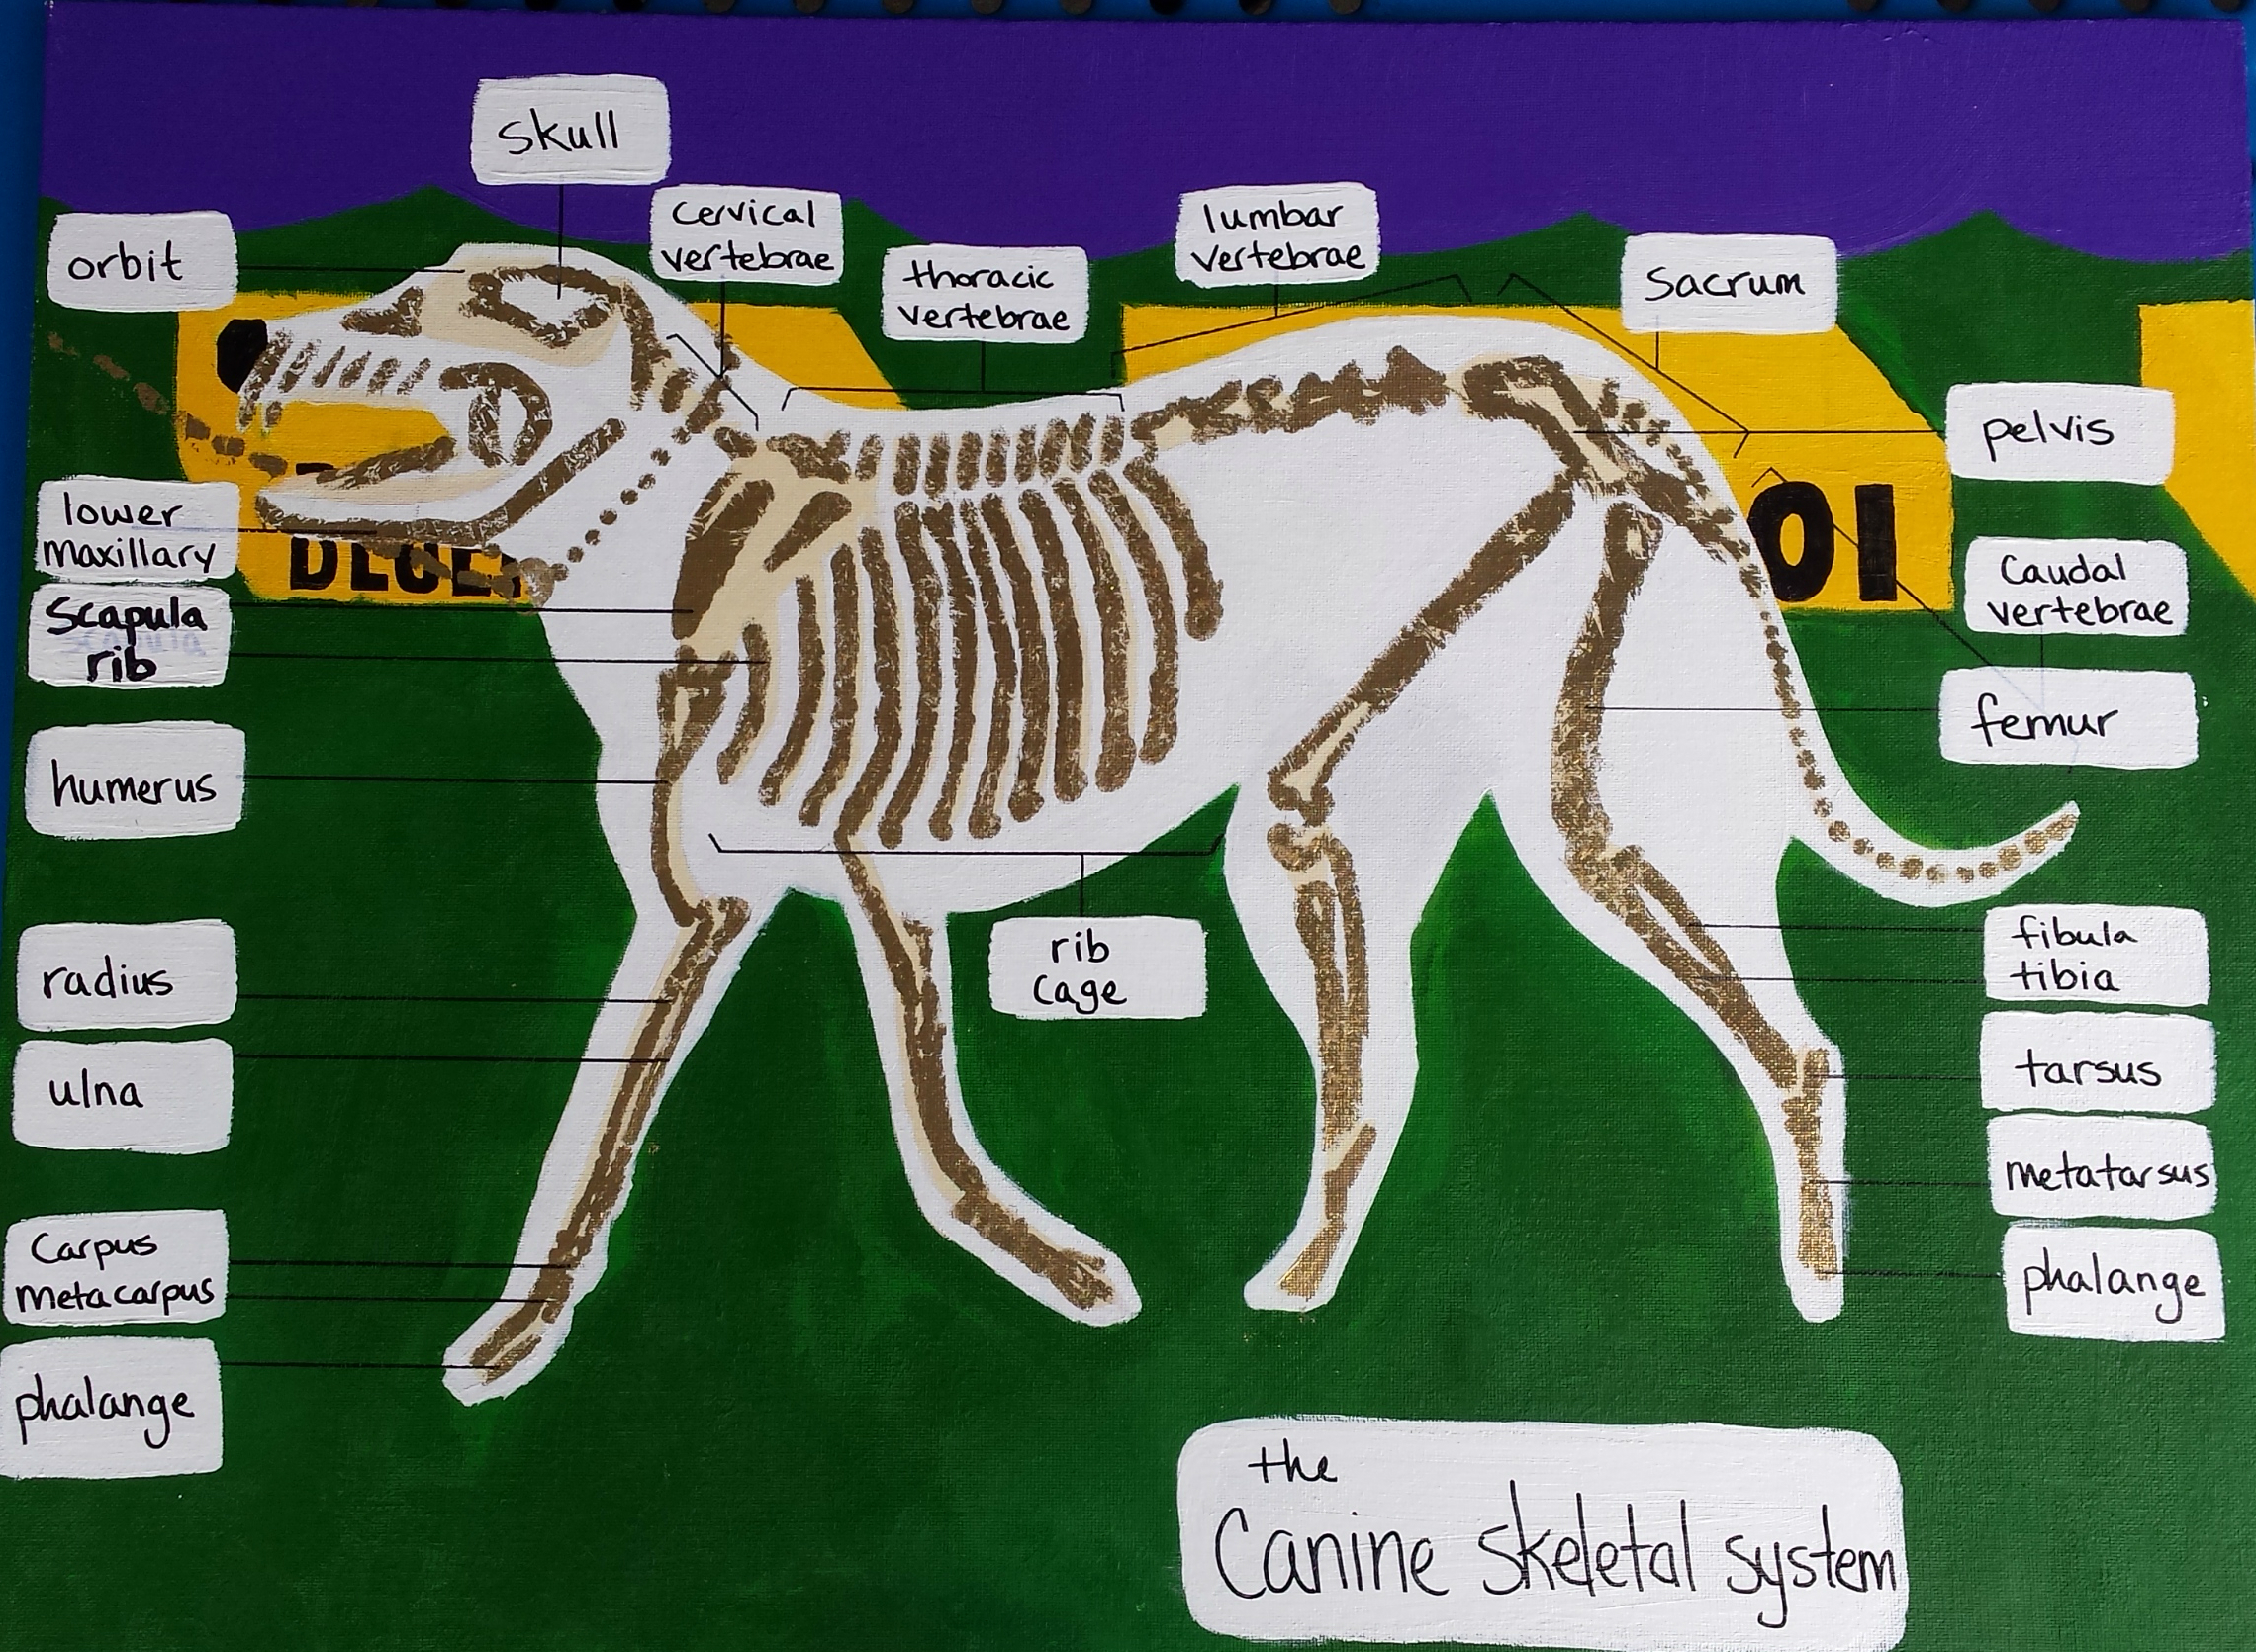 skull
cervical
vertebrae
lumbar
vertebrae
orbit
thoracic
vertebrae
sacrum
pelvis
lower
maxillary
OI
Caudal
vertebrae
scapula
rib
femur
humerus
rib
cage
radius
fibula
tibia
ulna
tarsus
metatarsus
Carpus
metacarpus
phalange
phalange
the
Canine skeletal system